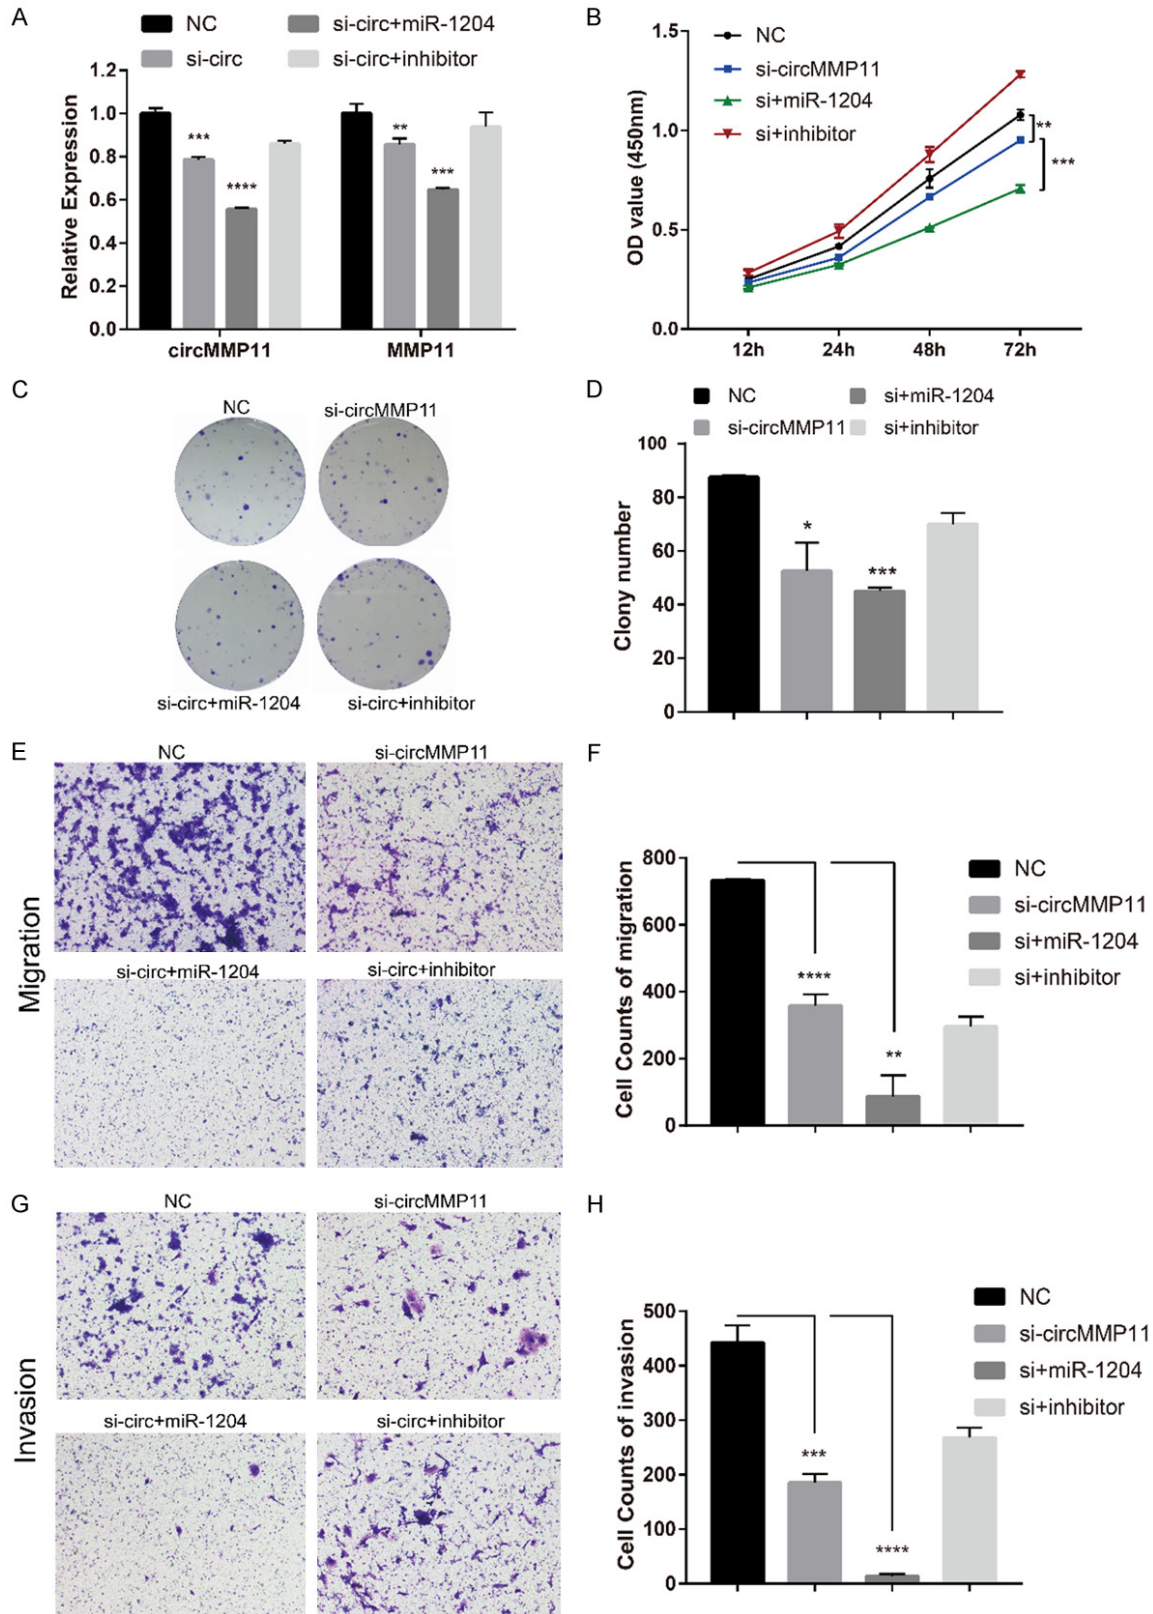 A
NC
si-circ+miR-1204
si-circ
si-circ+inhibitor
Relative Expression
1.2
1.0
0.8
0.6
0.4
0.2
0.0
***
****
**
***
circMMP11
MMP11
B
NC
si-circMMP11
si+miR-1204
si+inhibitor
OD value (450nm)
1.5
1.0
0.5
0.0
**
***
12h
24h
48h
72h
C
NC
si-circMMP11
si-circ+miR-1204
si-circ+inhibitor
D
NC
si+miR-1204
si-circMMP11
si+inhibitor
Clony number
100
80
60
40
20
0
*
***
E
Migration
NC
si-circMMP11
si-circ+miR-1204
si-circ+inhibitor
F
Cell Counts of migration
800
600
400
200
0
****
**
NC
si-circMMP11
si+miR-1204
si+inhibitor
G
Invasion
NC
si-circMMP11
si-circ+miR-1204
si-circ+inhibitor
H
Cell Counts of invasion
500
400
300
200
100
0
***
****
NC
si-circMMP11
si+miR-1204
si+inhibitor